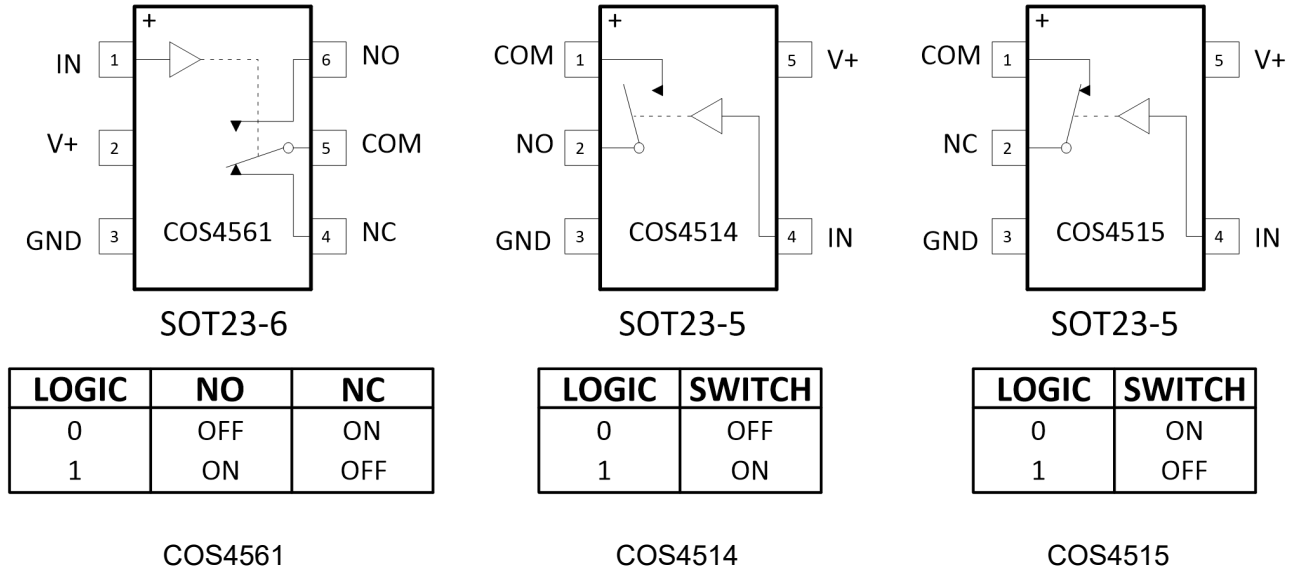 +
IN 1
6 NO
V+ 2
5 COM
GND 3
COS4561
4 NC
SOT23-6
+
COM 1
5 V+
NO 2
GND 3
COS4514
4 IN
SOT23-5
+
COM 1
5 V+
NC 2
GND 3
COS4515
4 IN
SOT23-5
LOGIC NO NC
0 OFF ON
1 ON OFF
LOGIC SWITCH
0 OFF
1 ON
LOGIC SWITCH
0 ON
1 OFF
COS4561
COS4514
COS4515